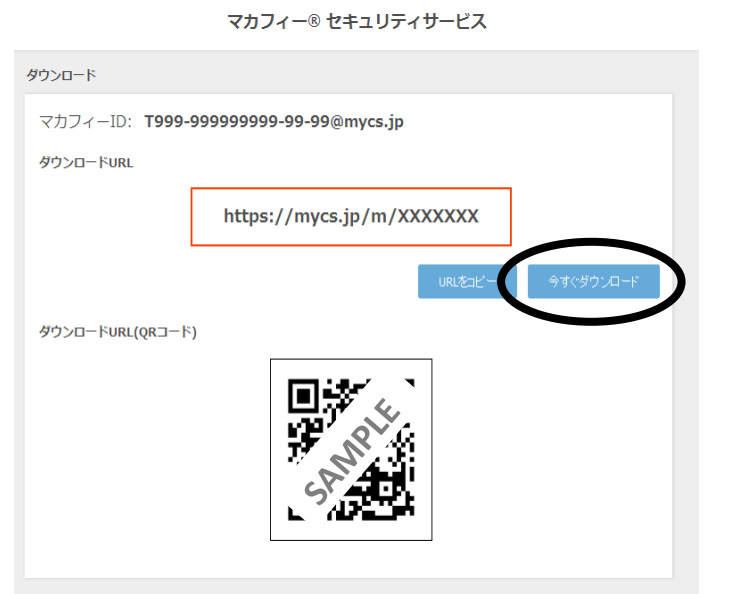 マカフィー® セキュリティサービス
ダウンロード
マカフィーID: T999-999999999-99-99@mycs.jp
ダウンロードURL
https://mycs.jp/m/XXXXXXX
URLをコピー 今すぐダウンロード
ダウンロードURL(QRコード)
SAMPLE